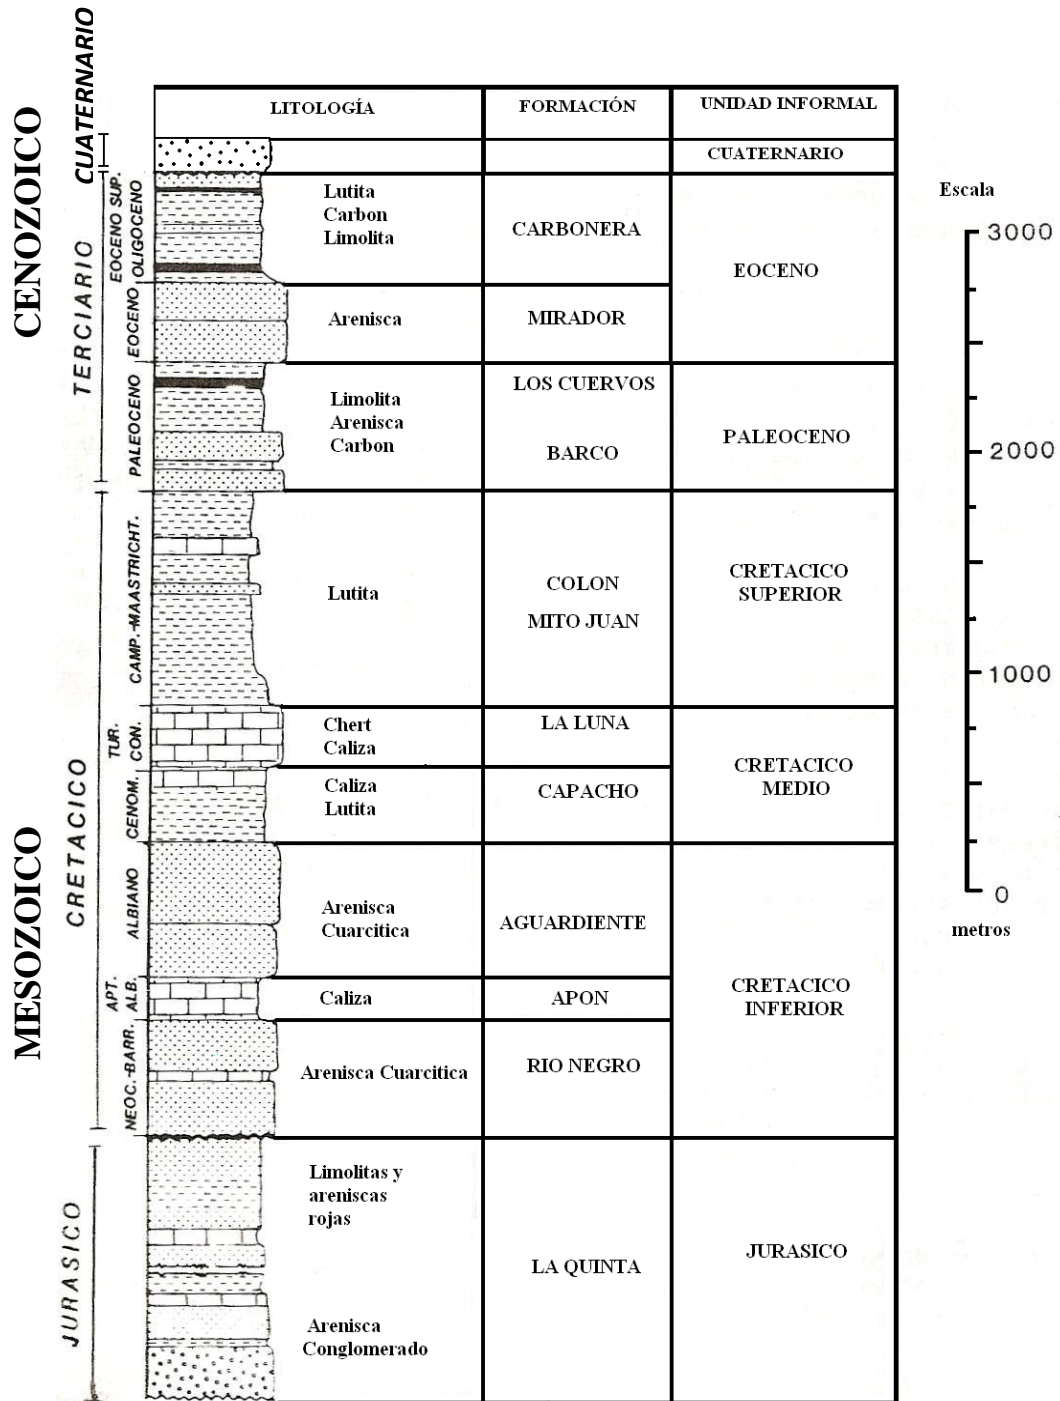 CENOZOICO
MESOZOICO
CUATERNARIO
TERCIARIO
CRETACICO
JURASICO
EOCENO SUP.
OLIGOCENO
EOCENO
PALEOCENO
CAMP.-MAASTRICHT.
TUR.
CON.
CENOM.
ALBIANO
APT.
ALB.
NEOC.-BARR.
LITOLOGÍA
FORMACIÓN
UNIDAD INFORMAL
CUATERNARIO
Lutita
Carbon
Limolita
CARBONERA
EOCENO
Arenisca
MIRADOR
Limolita
Arenisca
Carbon
LOS CUERVOS
BARCO
PALEOCENO
Lutita
COLON
MITO JUAN
CRETACICO
SUPERIOR
Chert
Caliza
LA LUNA
CRETACICO
MEDIO
Caliza
Lutita
CAPACHO
Arenisca
Cuarcitica
AGUARDIENTE
CRETACICO
INFERIOR
Caliza
APON
Arenisca Cuarcitica
RIO NEGRO
Limolitas y
areniscas
rojas
Arenisca
Conglomerado
LA QUINTA
JURASICO
Escala
3000
2000
1000
0
metros